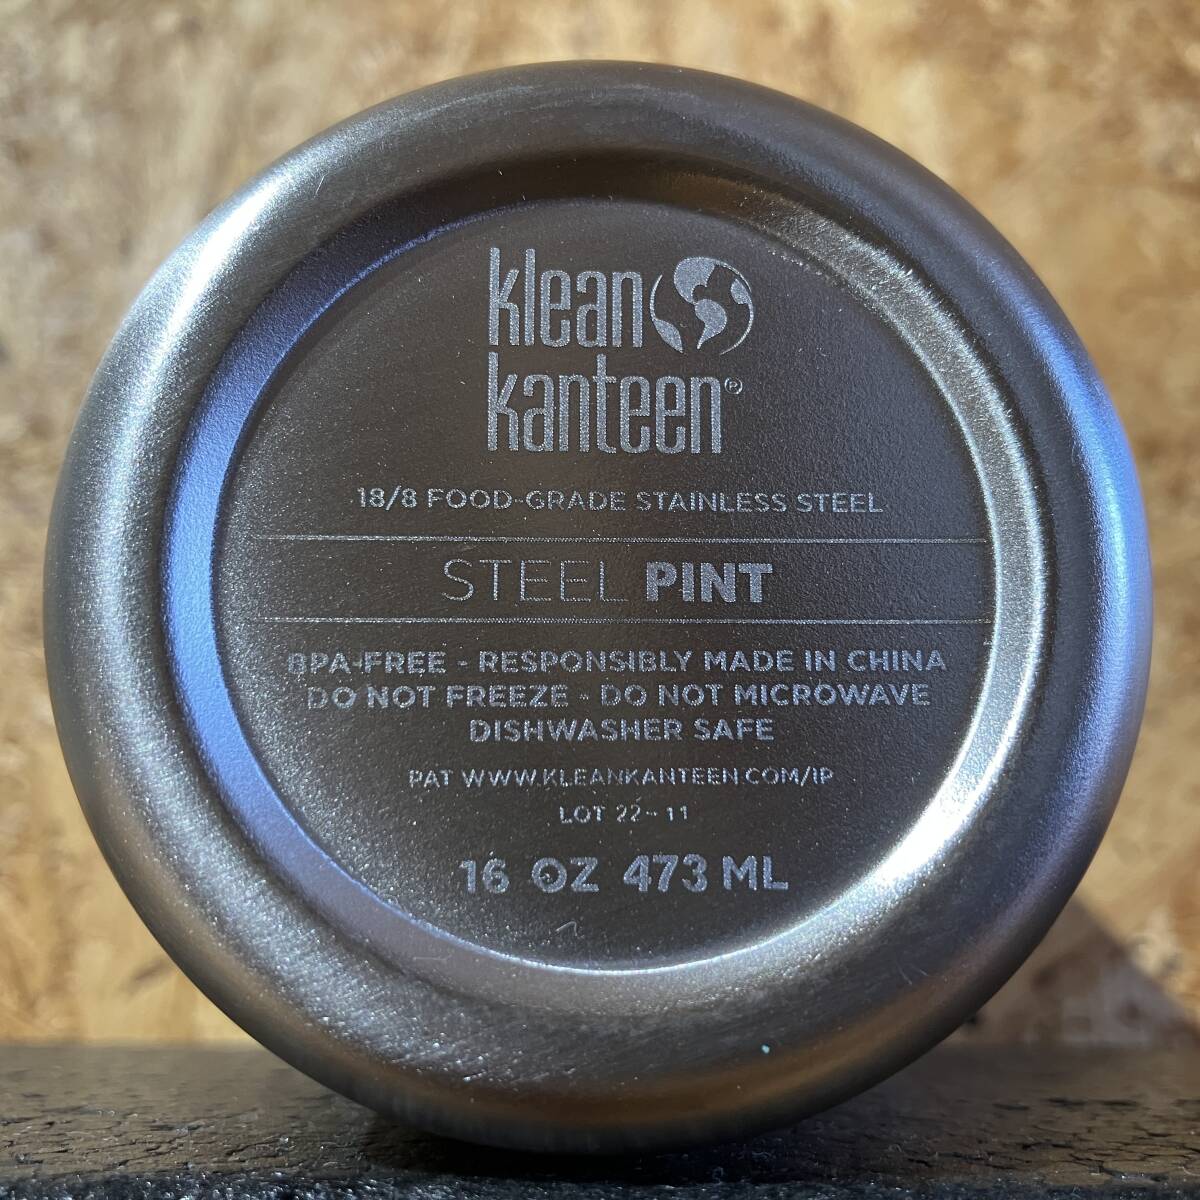 klean
kanteen®
18/8 FOOD-GRADE STAINLESS STEEL
STEEL PINT
BPA-FREE - RESPONSIBLY MADE IN CHINA
DO NOT FREEZE - DO NOT MICROWAVE
DISHWASHER SAFE
PAT WWW.KLEANKANTEEN.COM/IP
LOT 22-11
16 OZ 473 ML